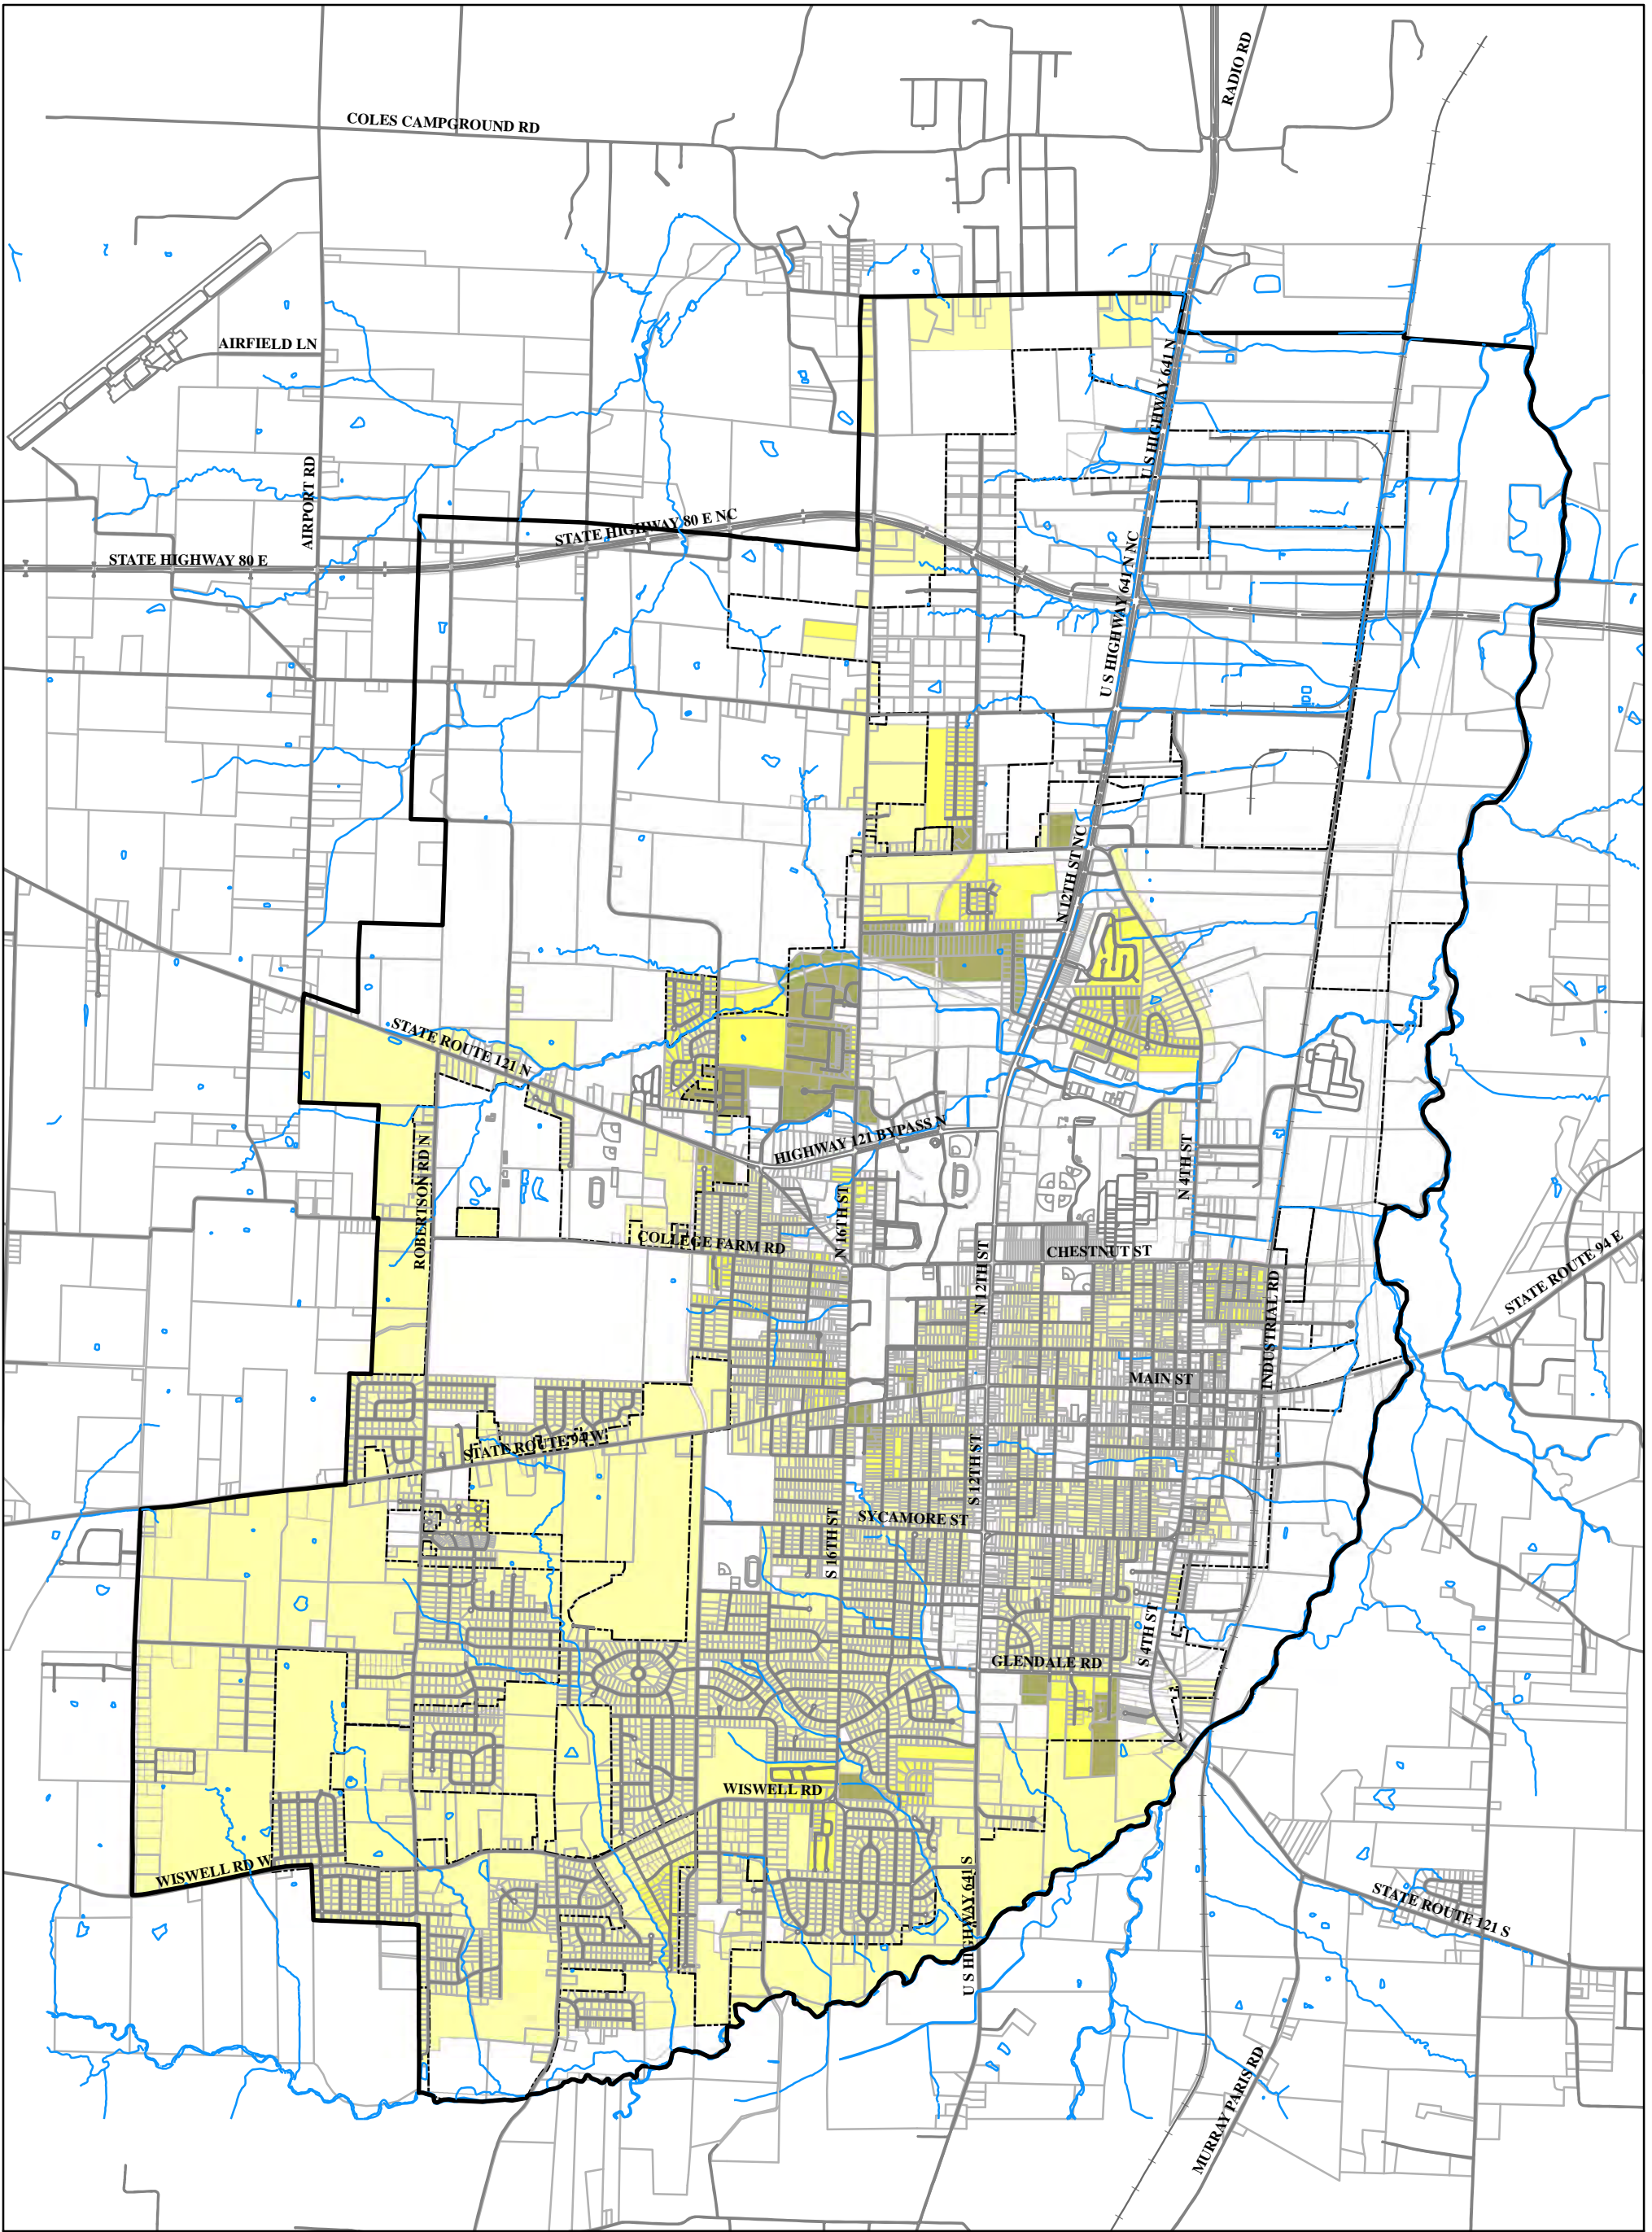 RADIO RD
COLES CAMPGROUND RD
AIRFIELD LN
U S HIGHWAY 641 N
AIRPORT RD
STATE HIGHWAY 80 E NC
STATE HIGHWAY 80 E
U S HIGHWAY 641 N NC
N 12TH ST NC
STATE ROUTE 121 N
HIGHWAY 121 BYPASS N
ROBERTSON RD N
N 4TH ST
N 16TH ST
COLLEGE FARM RD
CHESTNUT ST
N 12TH ST
STATE ROUTE 94 E
INDUSTRIAL RD
MAIN ST
STATE ROUTE 94 W
S 12TH ST
SYCAMORE ST
S 16TH ST
S 4TH ST
GLENDALE RD
WISWELL RD
WISWELL RD W
U S HIGHWAY 641 S
STATE ROUTE 121 S
MURRAY PARIS RD